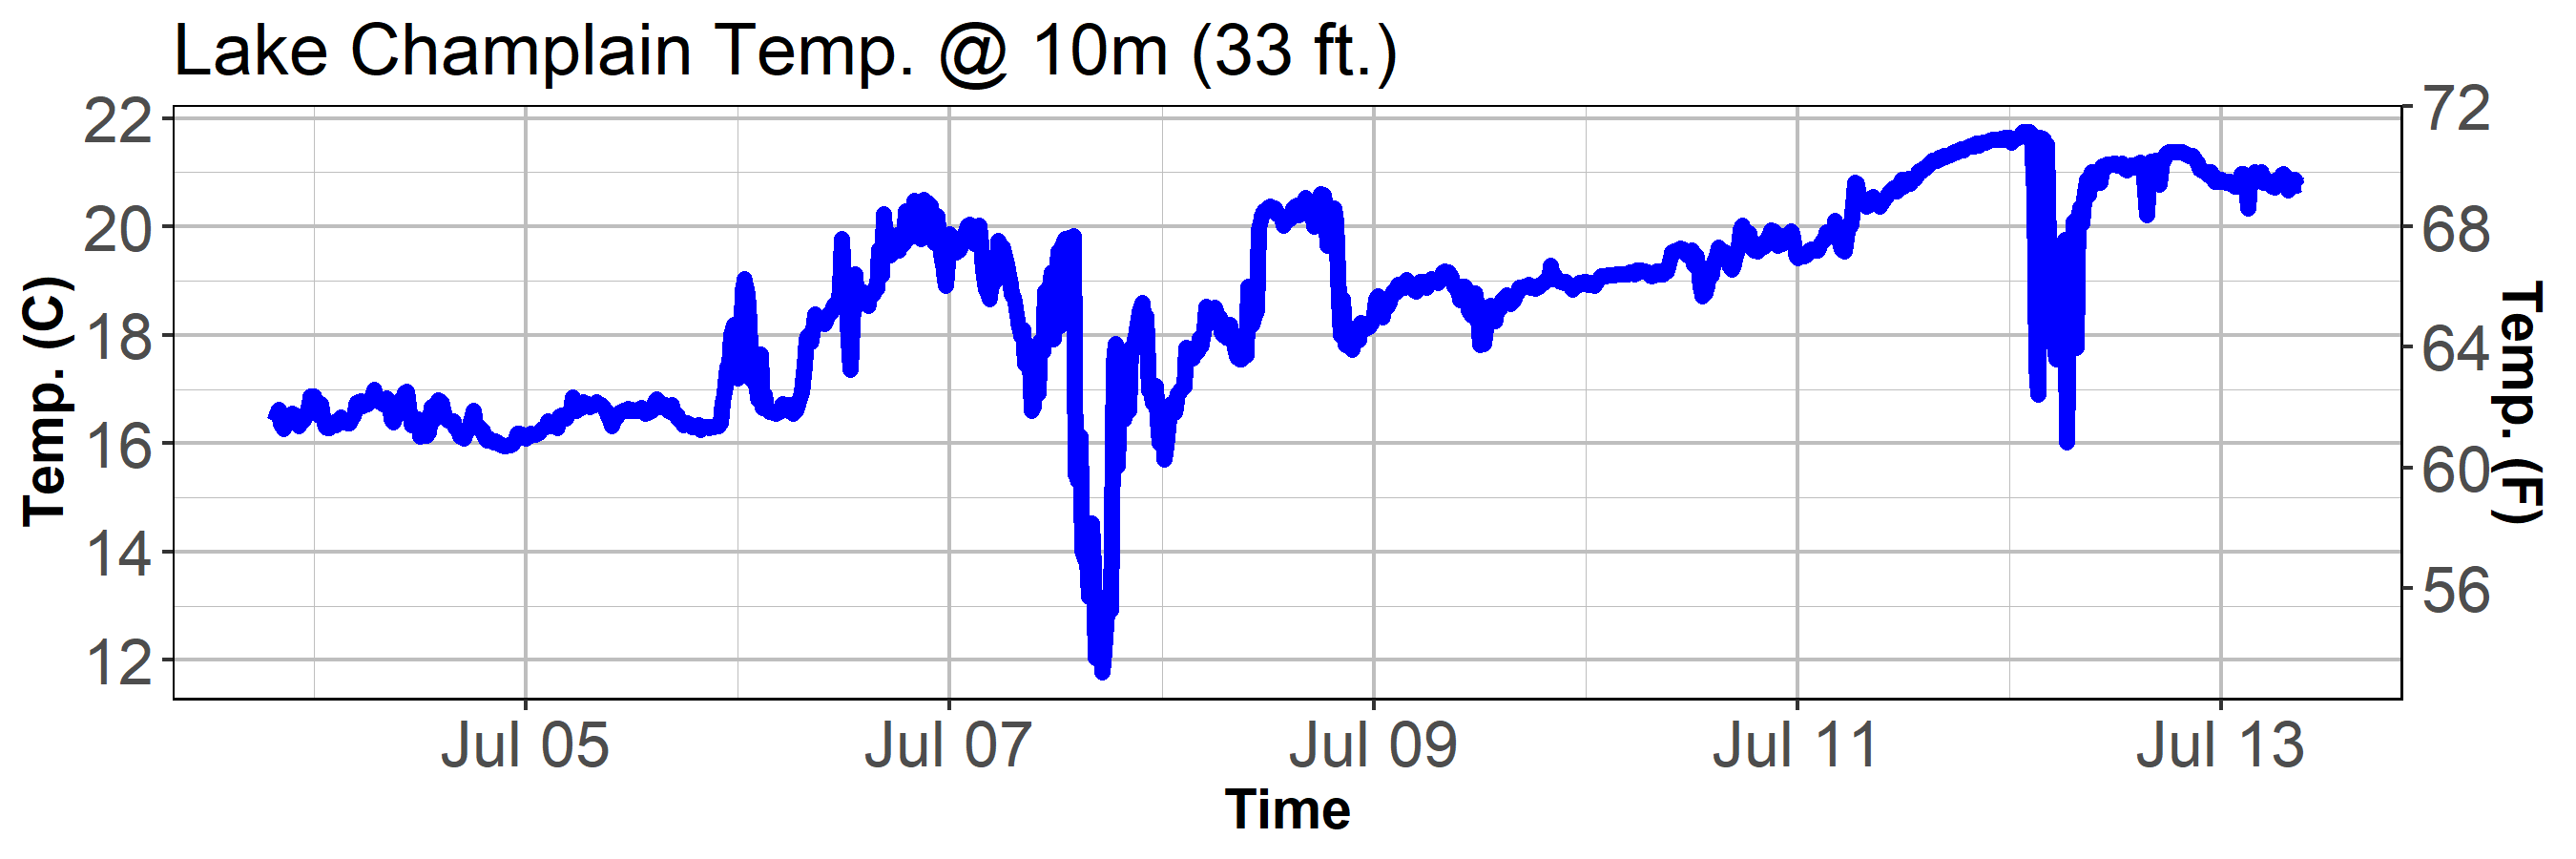 Lake Champlain Temp. @ 10m (33 ft.)
Temp. (C)
22
20
18
16
14
12
72
68
64
60
56
Temp. (F)
Jul 05 Jul 07 Jul 09 Jul 11 Jul 13
Time